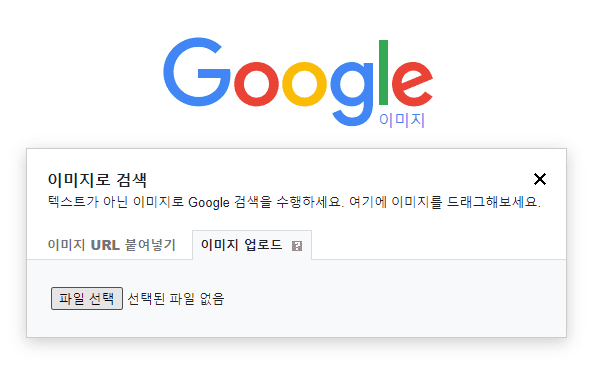 Google
이미지
이미지로 검색
텍스트가 아닌 이미지로 Google 검색을 수행하세요. 여기에 이미지를 드래그해보세요.
이미지 URL 붙여넣기 이미지 업로드 ?
파일 선택 선택된 파일 없음